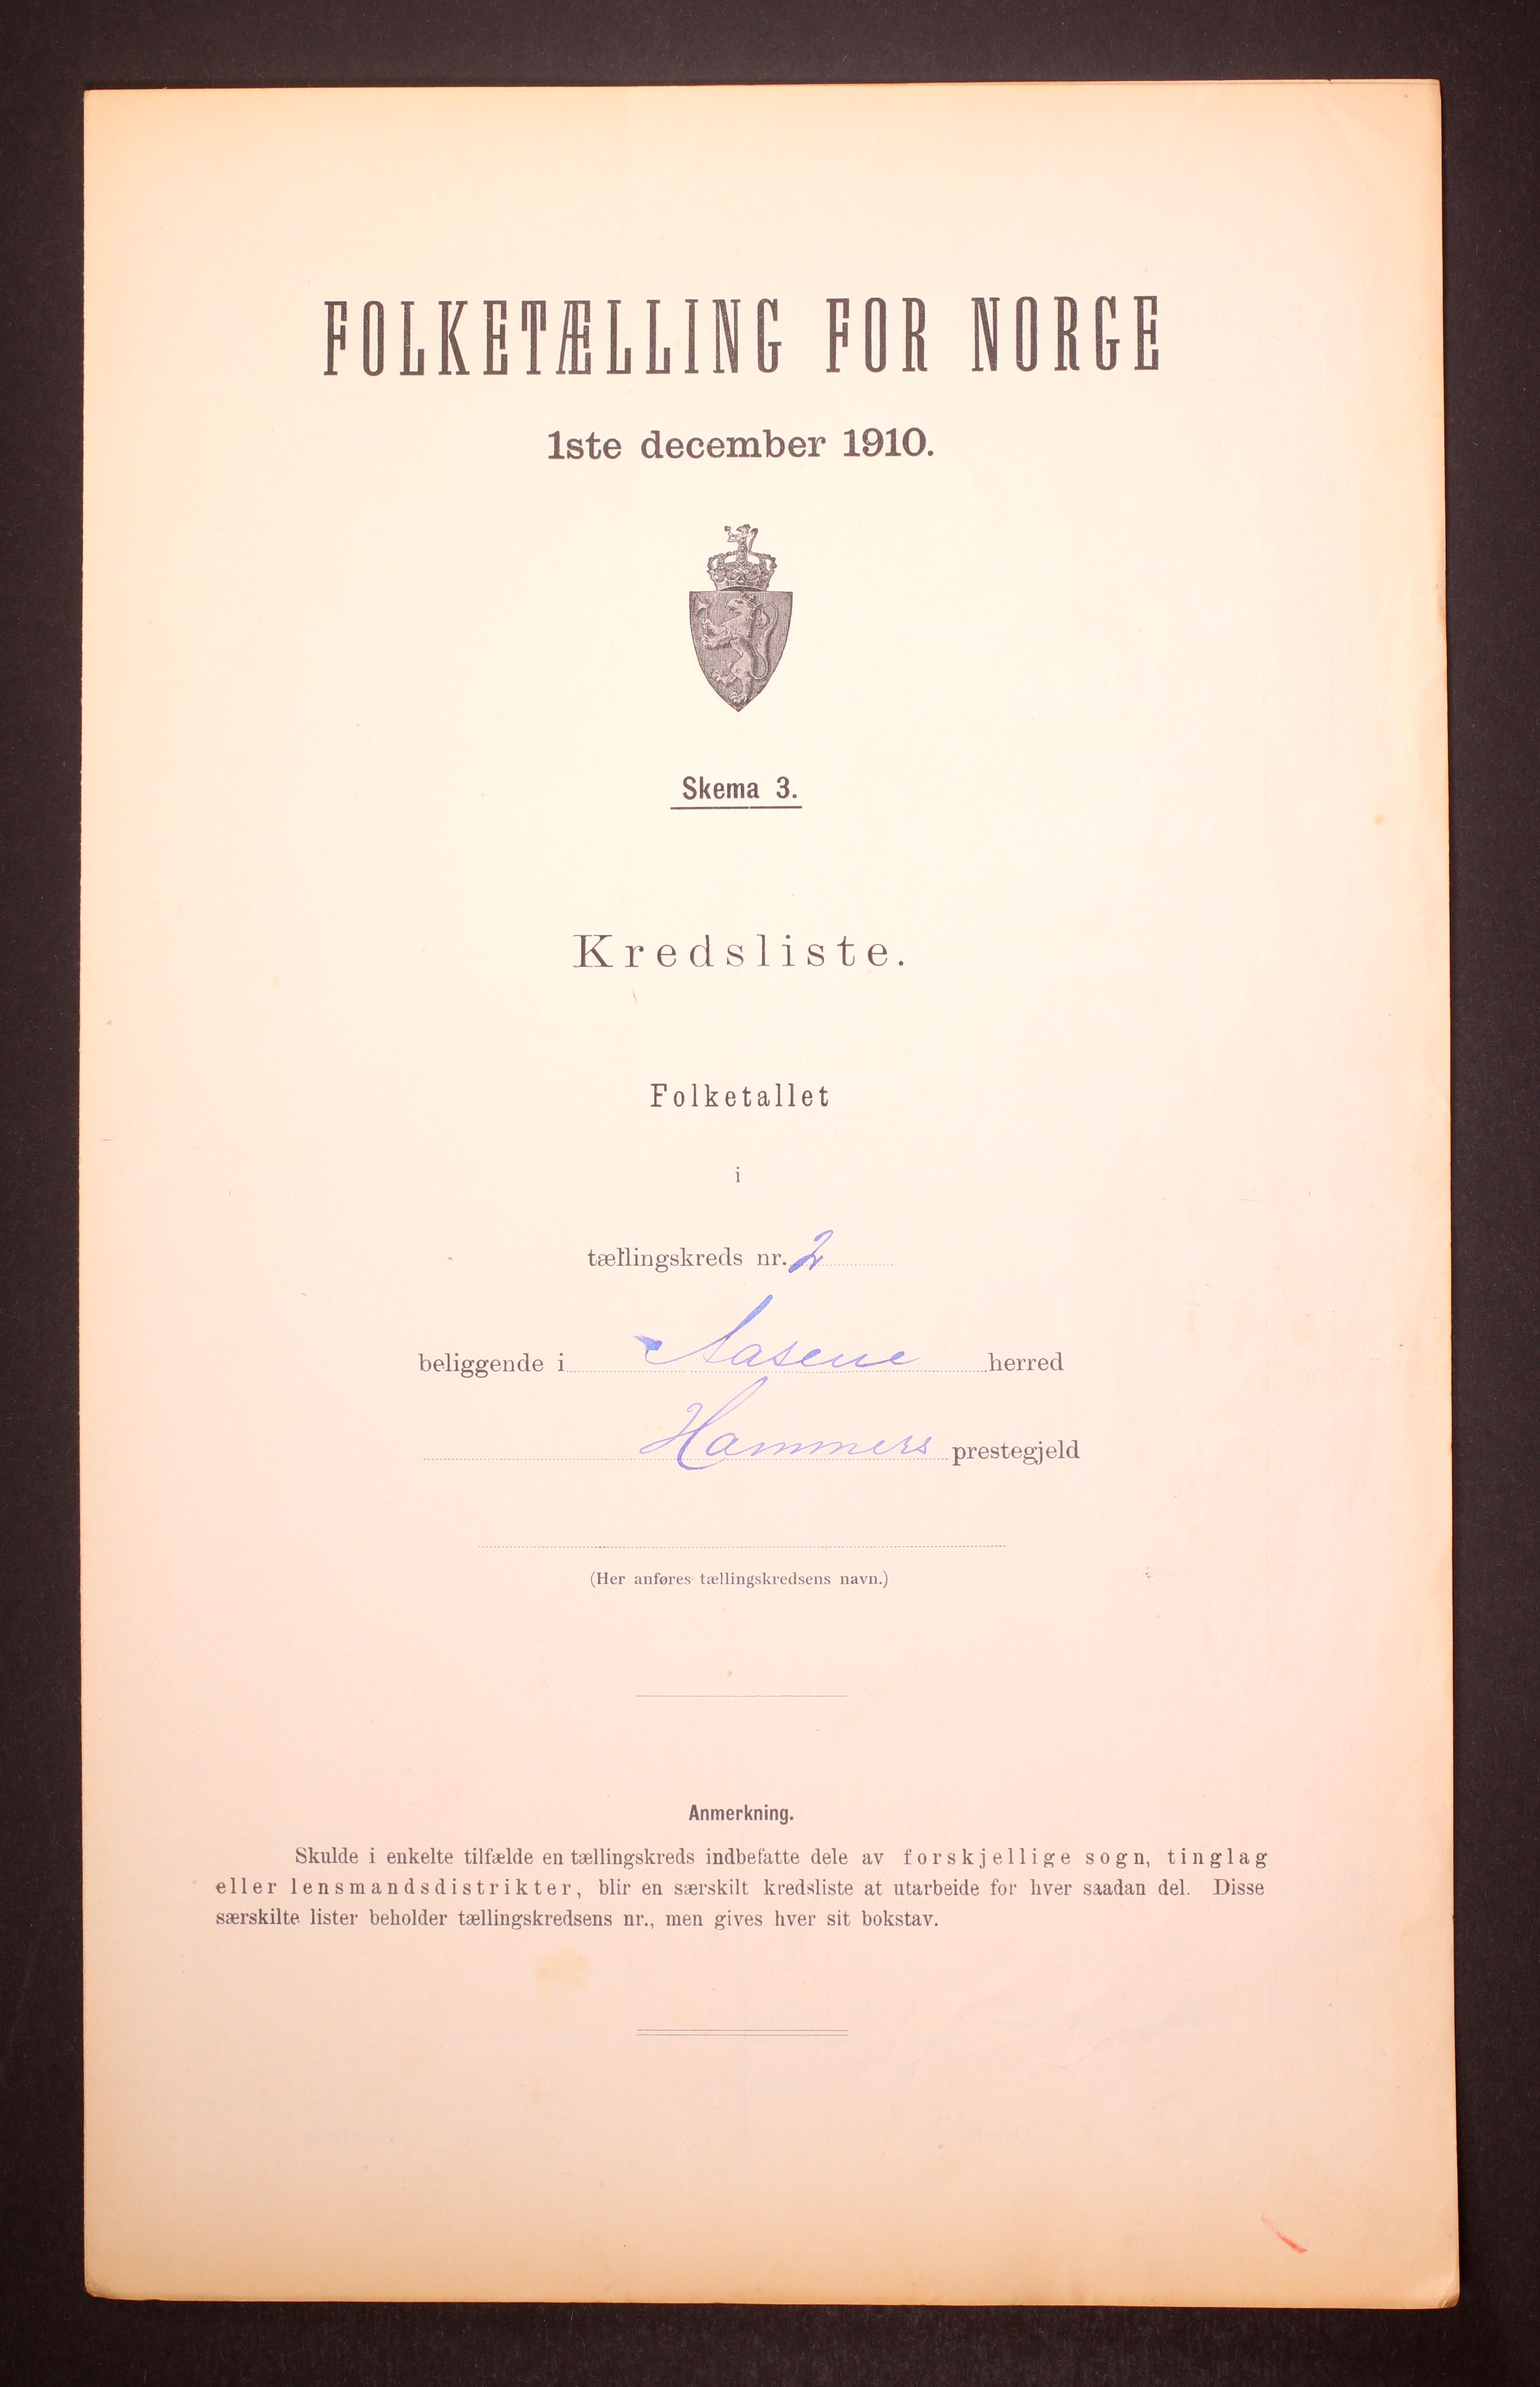 FOLKETÆLLING FOR NORGE
1ste december 1910.
Skema 3.
Kredsliste.
Folketallet
i
tællingskreds nr. 2
beliggende i Aasene herred
Hammers prestegjeld
(Her anføres tællingskredsens navn.)
Anmerkning.
Skulde i enkelte tilfælde en tællingskreds indbefatte dele av forskjellige sogn, tinglag
eller lensmandsdistrikter, blir en særskilt kredsliste at utarbeide for hver saadan del. Disse
særskilte lister beholder tællingskredsens nr., men gives hver sit bokstav.